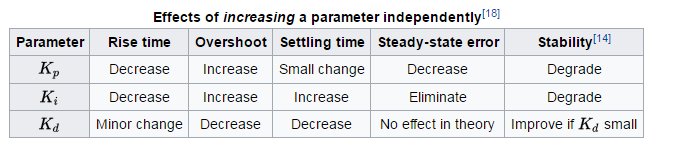 Effects of increasing a parameter independently[18]
Parameter Rise time Overshoot Settling time Steady-state error Stability[14]
Kp Decrease Increase Small change Decrease Degrade
Ki Decrease Increase Increase Eliminate Degrade
Kd Minor change Decrease Decrease No effect in theory Improve if Kd small